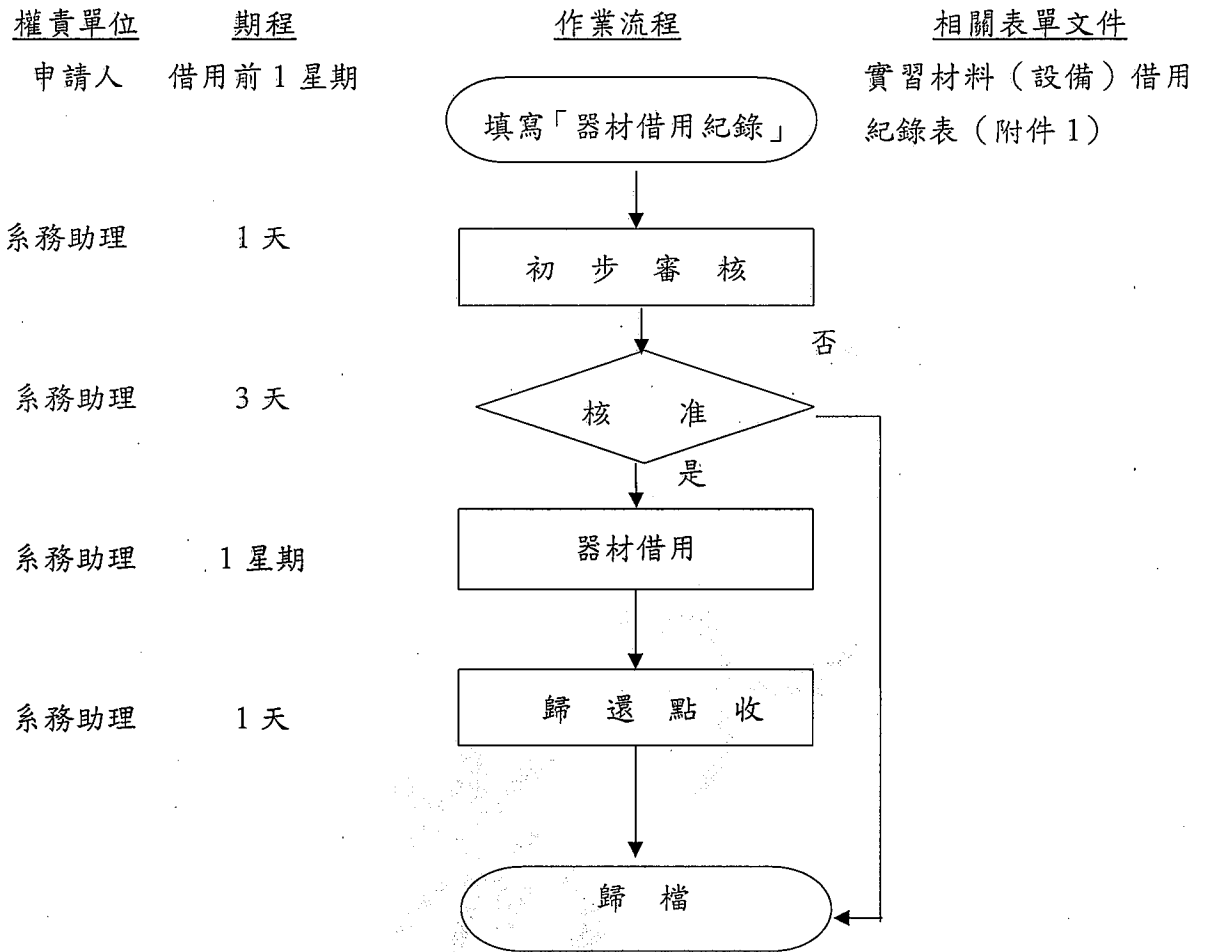 權責單位 期程 作業流程 相關表單文件
申請人 借用前1星期 填寫「器材借用紀錄」 實習材料（設備）借用
紀錄表（附件1）
系務助理 1天 初步審核
否
系務助理 3天 核准
是
系務助理 1星期 器材借用
系務助理 1天 歸還點收
歸檔